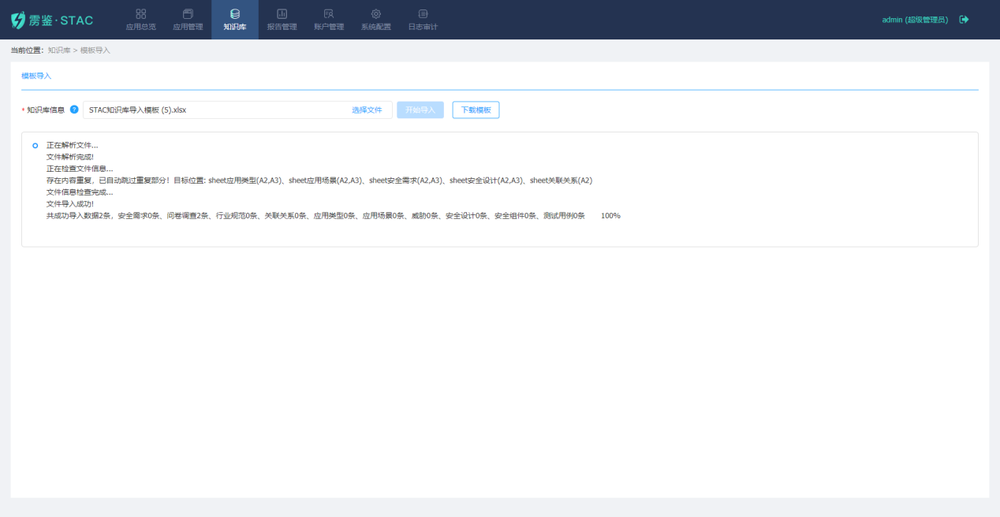 雳鉴·STAC
应用总览
应用管理
知识库
报告管理
账户管理
系统配置
日志审计
admin (超级管理员)
当前位置：知识库 > 模板导入
模板导入
* 知识库信息 ? STAC知识库导入模板 (5).xlsx 选择文件 开始导入 下载模板
正在解析文件...
文件解析完成!
正在检查文件信息...
存在内容重复，已自动跳过重复部分！目标位置: sheet应用类型(A2,A3)、sheet应用场景(A2,A3)、sheet安全需求(A2,A3)、sheet安全设计(A2,A3)、sheet关联关系(A2)
文件信息检查完成...
文件导入成功!
共成功导入数据2条，安全需求0条、问卷调查2条、行业规范0条、关联关系0条、应用类型0条、应用场景0条、威胁0条、安全设计0条、安全组件0条、测试用例0条 100%